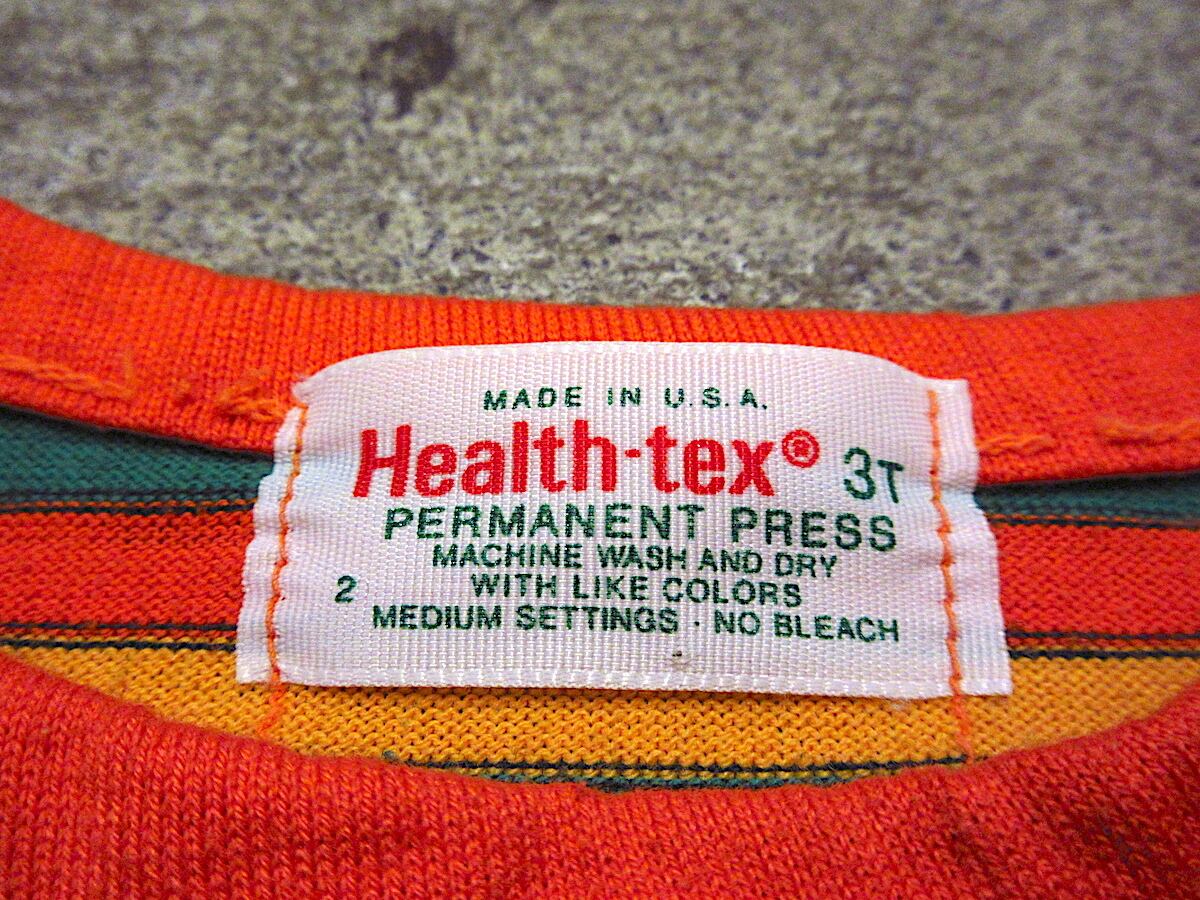 MADE IN U.S.A.
Health-tex® 3T
PERMANENT PRESS
MACHINE WASH AND DRY
2 WITH LIKE COLORS
MEDIUM SETTINGS · NO BLEACH